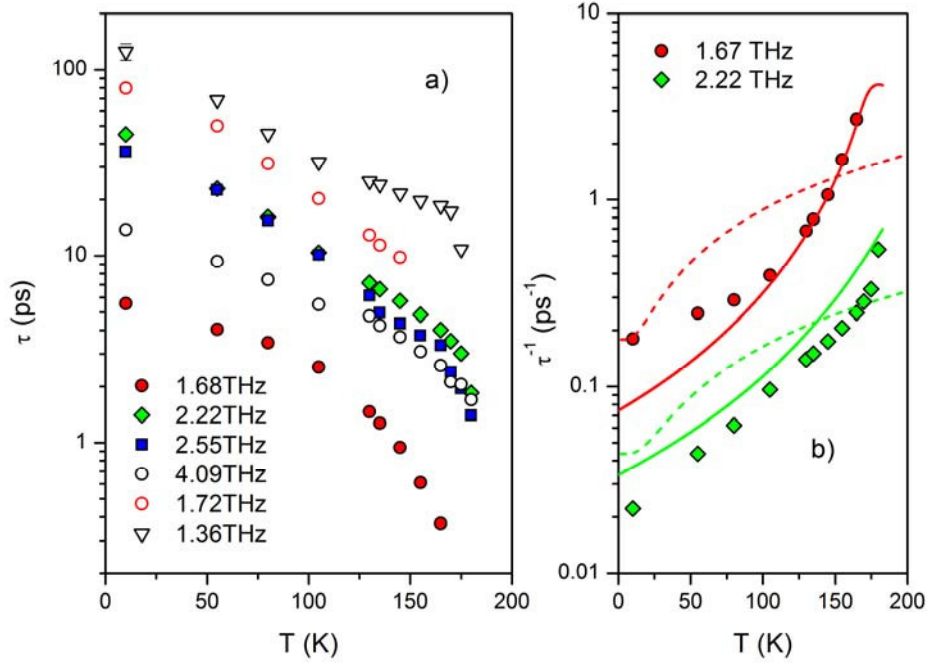 a)
100
10
1
τ (ps)
1.68THz
2.22THz
2.55THz
4.09THz
1.72THz
1.36THz
0 50 100 150 200
T (K)
1.67 THz
2.22 THz
b)
10
1
0.1
0.01
τ⁻¹ (ps⁻¹)
0 50 100 150 200
T (K)